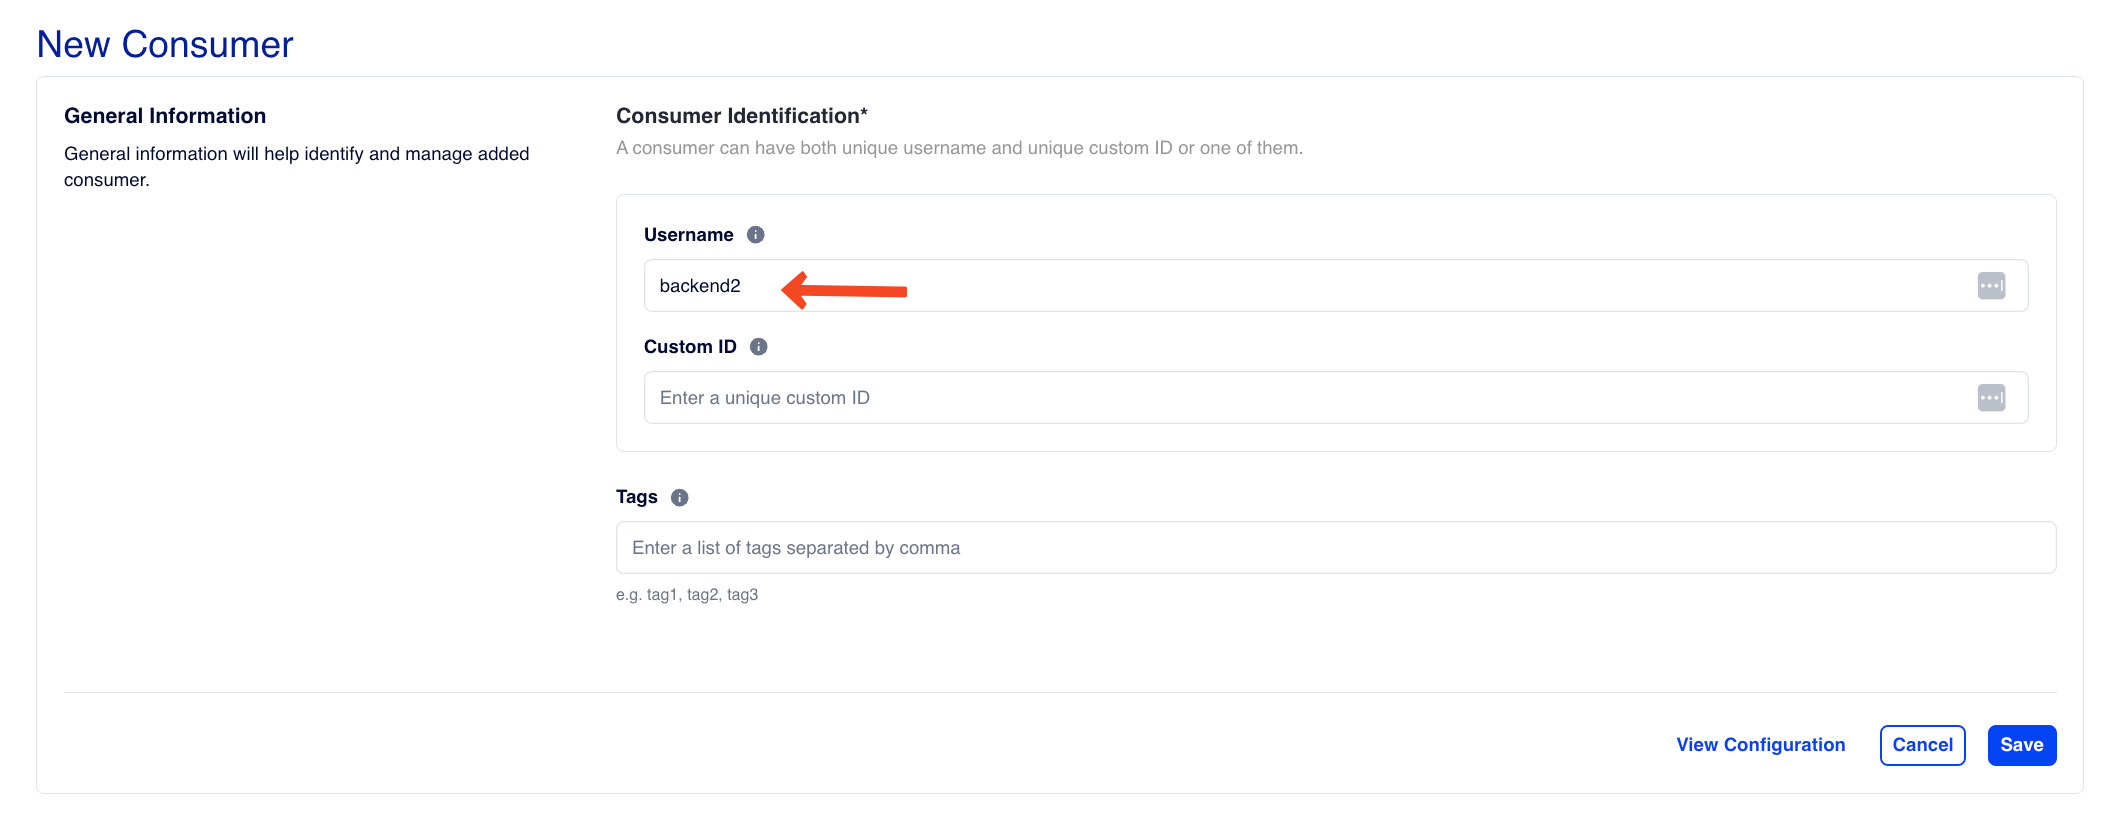 New Consumer
General Information
General information will help identify and manage added
consumer.
Consumer Identification*
A consumer can have both unique username and unique custom ID or one of them.
Username
backend2
Custom ID
Enter a unique custom ID
Tags
Enter a list of tags separated by comma
e.g. tag1, tag2, tag3
View Configuration
Cancel
Save